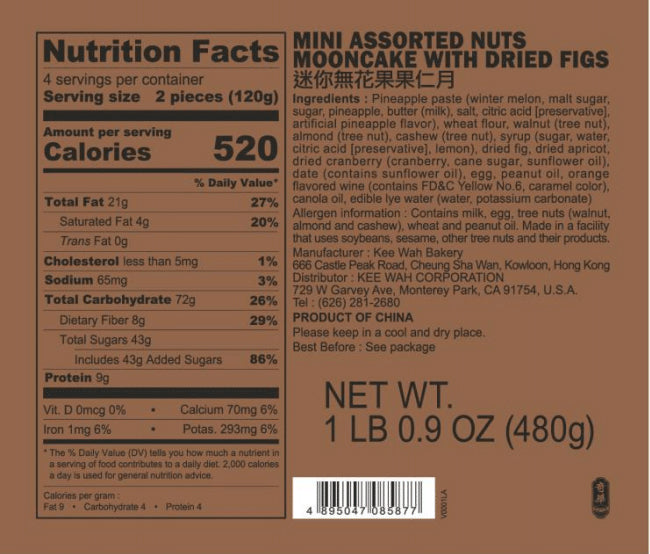 Nutrition Facts
4 servings per container
Serving size 2 pieces (120g)
Amount per serving
Calories 520
% Daily Value*
Total Fat 21g 27%
Saturated Fat 4g 20%
Trans Fat 0g
Cholesterol less than 5mg 1%
Sodium 65mg 3%
Total Carbohydrate 72g 26%
Dietary Fiber 8g 29%
Total Sugars 43g
Includes 43g Added Sugars 86%
Protein 9g
Vit. D 0mcg 0% • Calcium 70mg 6%
Iron 1mg 6% • Potas. 293mg 6%
* The % Daily Value (DV) tells you how much a nutrient in
a serving of food contributes to a daily diet. 2,000 calories
a day is used for general nutrition advice.
Calories per gram :
Fat 9 • Carbohydrate 4 • Protein 4
MINI ASSORTED NUTS
MOONCAKE WITH DRIED FIGS
迷你無花果果仁月
Ingredients : Pineapple paste (winter melon, malt sugar,
sugar, pineapple, butter (milk), salt, citric acid [preservative],
artificial pineapple flavor), wheat flour, walnut (tree nut),
almond (tree nut), cashew (tree nut), syrup (sugar, water,
citric acid [preservative], lemon), dried fig, dried apricot,
dried cranberry (cranberry, cane sugar, sunflower oil),
date (contains sunflower oil), egg, peanut oil, orange
flavored wine (contains FD&C Yellow No.6, caramel color),
canola oil, edible lye water (water, potassium carbonate)
Allergen information : Contains milk, egg, tree nuts (walnut,
almond and cashew), wheat and peanut oil. Made in a facility
that uses soybeans, sesame, other tree nuts and their products.
Manufacturer : Kee Wah Bakery
666 Castle Peak Road, Cheung Sha Wan, Kowloon, Hong Kong
Distributor : KEE WAH CORPORATION
729 W Garvey Ave, Monterey Park, CA 91754, U.S.A.
Tel : (626) 281-2680
PRODUCT OF CHINA
Please keep in a cool and dry place.
Best Before : See package
NET WT.
1 LB 0.9 OZ (480g)
4 895047 085877
V0301LA
奇華